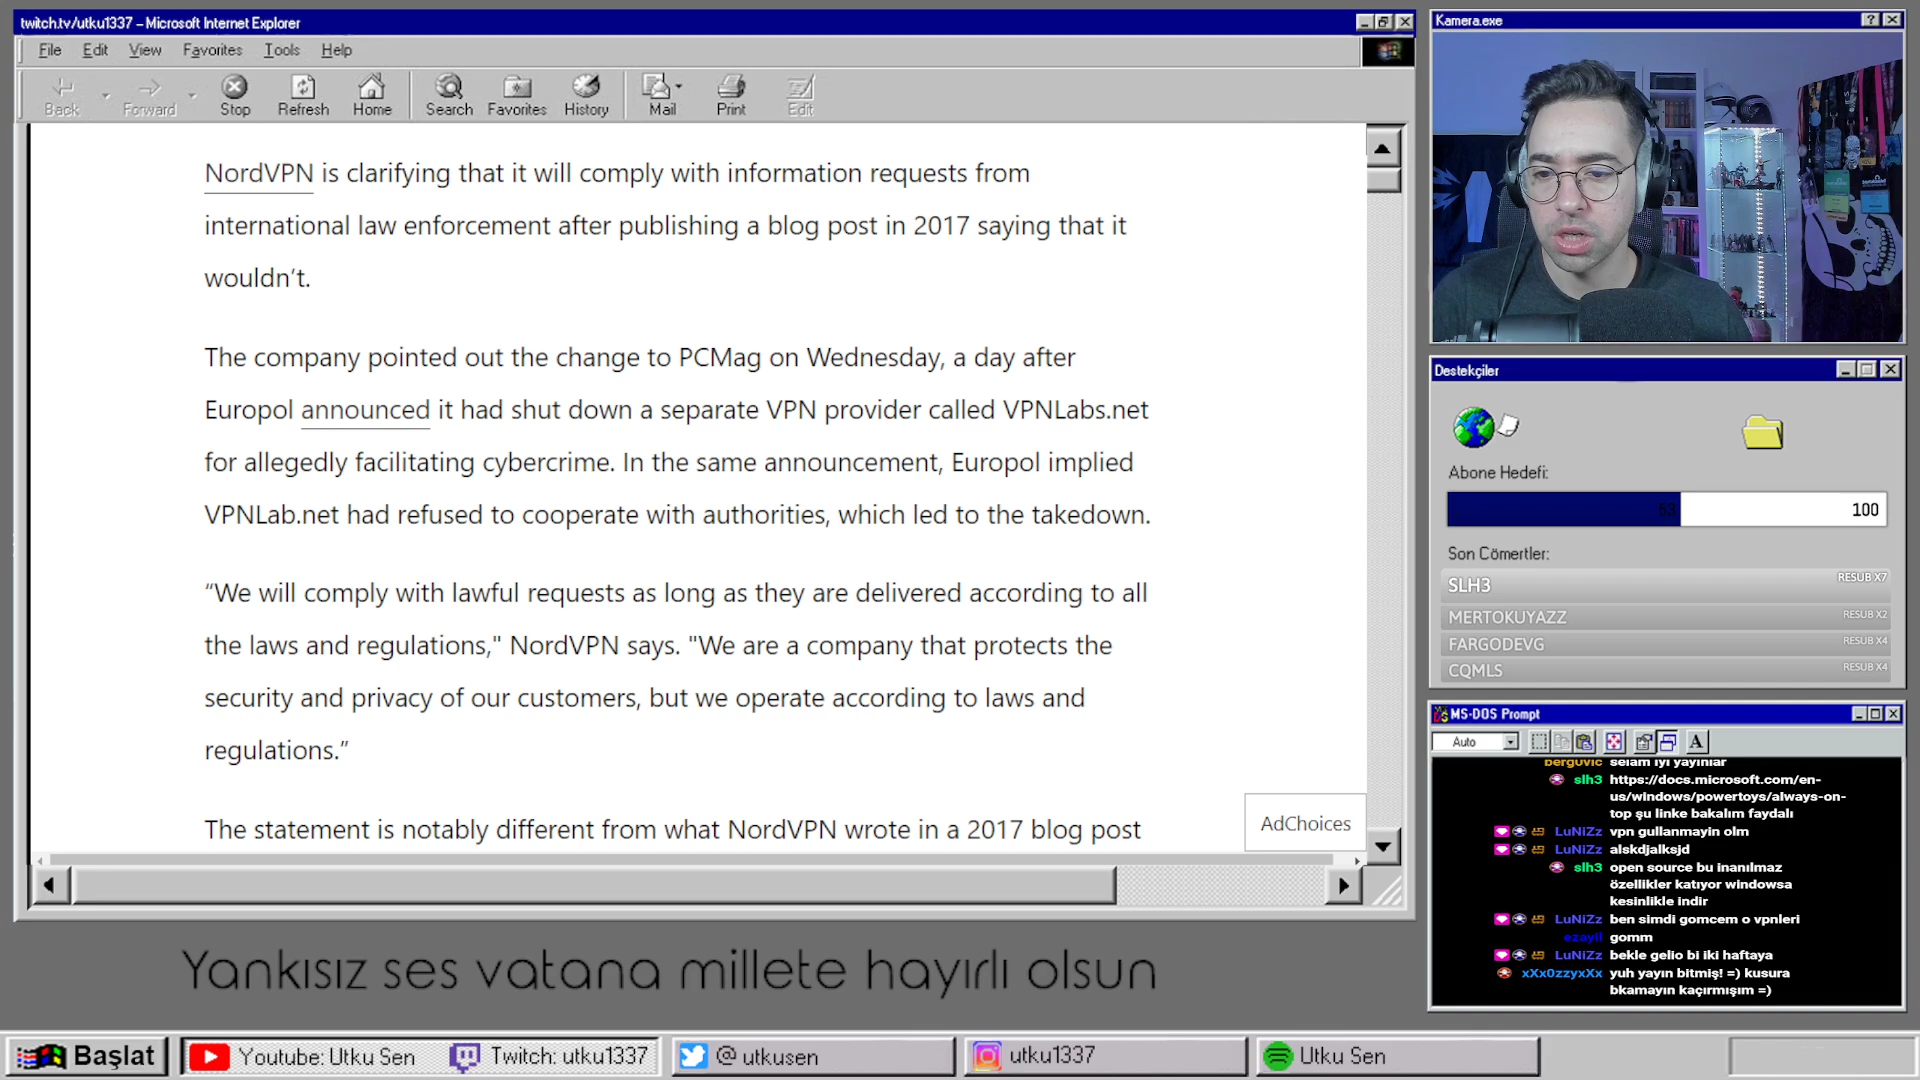 twitch.tv/utku1337 – Microsoft Internet Explorer
File Edit View Favorites Tools Help
Back Forward Stop Refresh Home Search Favorites History Mail Print Edit
NordVPN is clarifying that it will comply with information requests from
international law enforcement after publishing a blog post in 2017 saying that it
wouldn’t.
The company pointed out the change to PCMag on Wednesday, a day after
Europol announced it had shut down a separate VPN provider called VPNLabs.net
for allegedly facilitating cybercrime. In the same announcement, Europol implied
VPNLab.net had refused to cooperate with authorities, which led to the takedown.
“We will comply with lawful requests as long as they are delivered according to all
the laws and regulations," NordVPN says. "We are a company that protects the
security and privacy of our customers, but we operate according to laws and
regulations.”
The statement is notably different from what NordVPN wrote in a 2017 blog post
AdChoices
Kamera.exe
Destekçiler
Abone Hedefi:
53 100
Son Cömertler:
SLH3 RESUB X7
MERTOKUYAZZ RESUB X2
FARGODEVG RESUB X4
CQMLS RESUB X4
MS-DOS Prompt
Auto
A
berguvic selam iyi yayınlar
slh3 https://docs.microsoft.com/en-
us/windows/powertoys/always-on-
top şu linke bakalım faydalı
LuNiZz vpn gullanmayin olm
LuNiZz alskdjalksjd
slh3 open source bu inanılmaz
özellikler katıyor windowsa
kesinlikle indir
LuNiZz ben simdi gomcem o vpnleri
ezayil gomm
LuNiZz bekle gelio bi iki haftaya
xXx0zzyxXx yuh yayın bitmiş! =) kusura
bkamayın kaçırmışım =)
Yankısız ses vatana millete hayırlı olsun
Başlat Youtube: Utku Sen Twitch: utku1337 @utkusen utku1337 Utku Sen